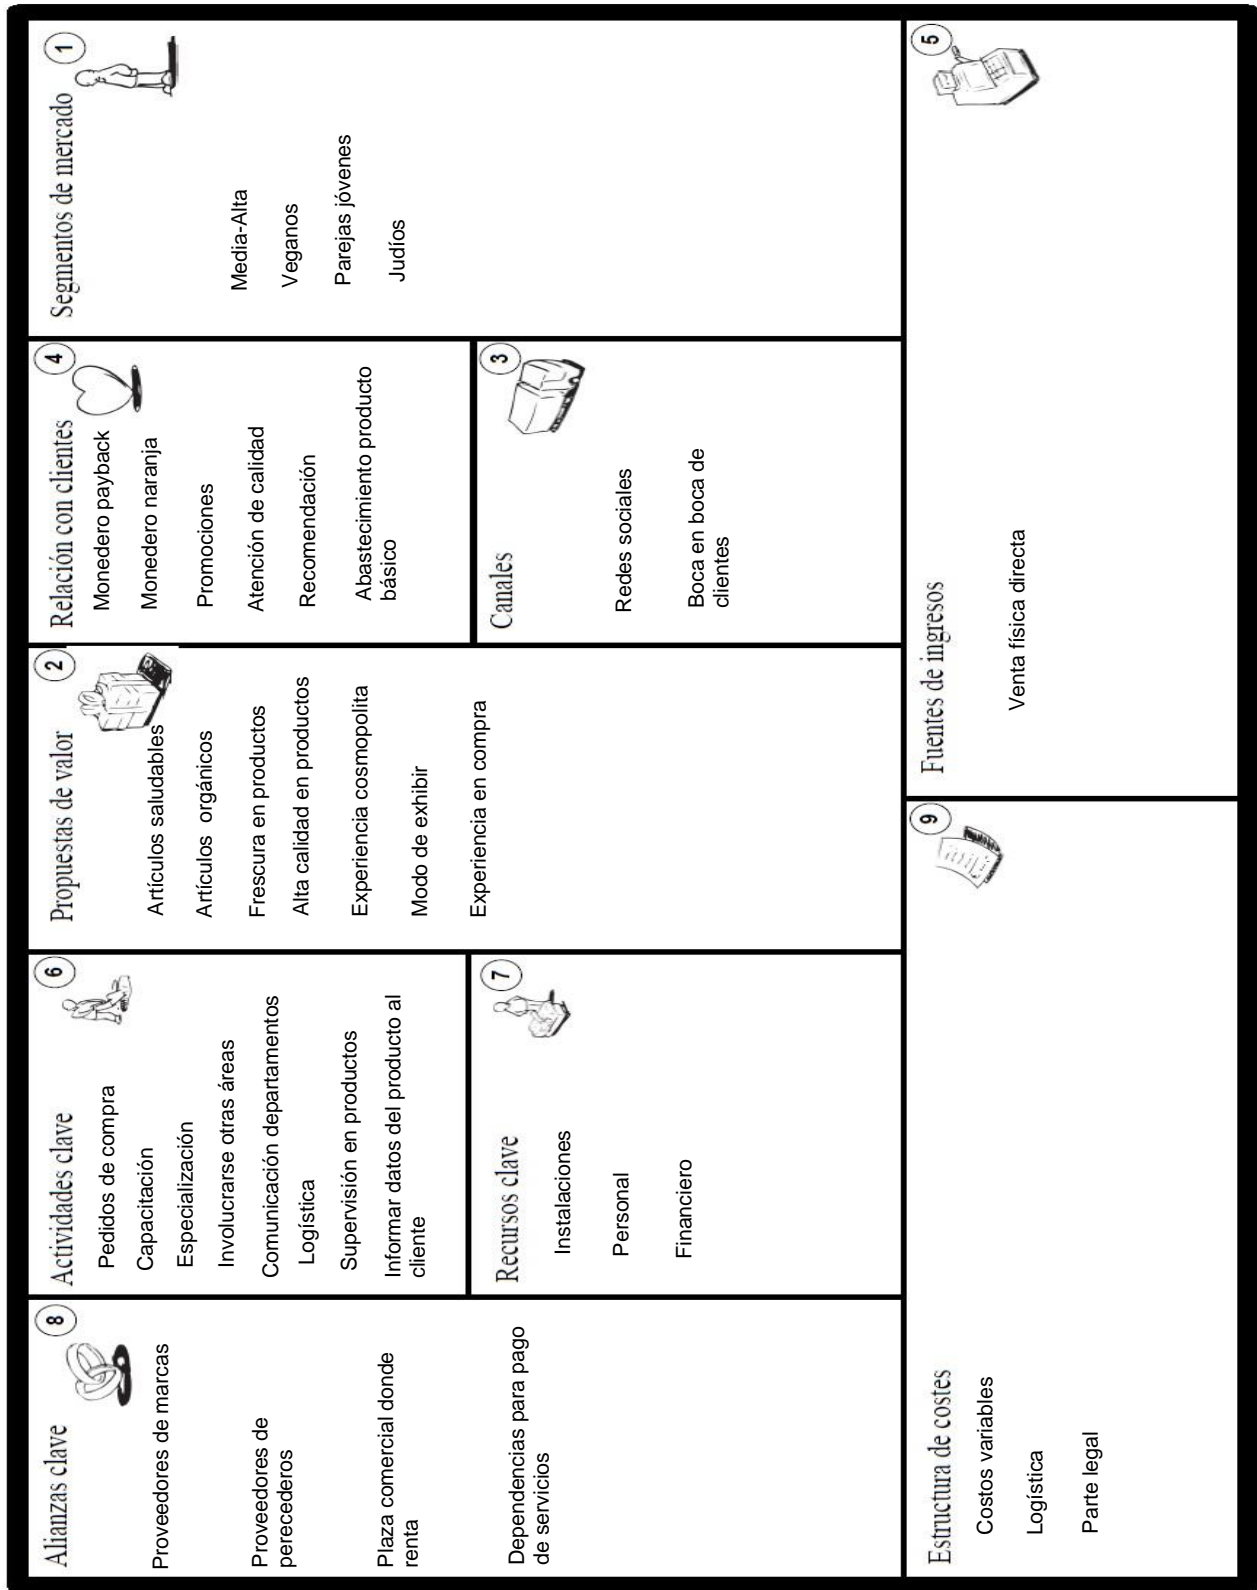 Alianzas clave
8
Proveedores de marcas
Proveedores de
perecederos
Plaza comercial donde
renta
Dependencias para pago
de servicios
Actividades clave
6
Pedidos de compra
Capacitación
Especialización
Involucrarse otras áreas
Comunicación departamentos
Logística
Supervisión en productos
Informar datos del producto al
cliente
Recursos clave
7
Instalaciones
Personal
Financiero
Propuestas de valor
2
Artículos saludables
Artículos orgánicos
Frescura en productos
Alta calidad en productos
Experiencia cosmopolita
Modo de exhibir
Experiencia en compra
Relación con clientes
4
Monedero payback
Monedero naranja
Promociones
Atención de calidad
Recomendación
Abastecimiento producto
básico
Canales
3
Redes sociales
Boca en boca de
clientes
Segmentos de mercado
1
Media-Alta
Veganos
Parejas jóvenes
Judíos
Estructura de costes
9
Costos variables
Logística
Parte legal
Fuentes de ingresos
5
Venta física directa